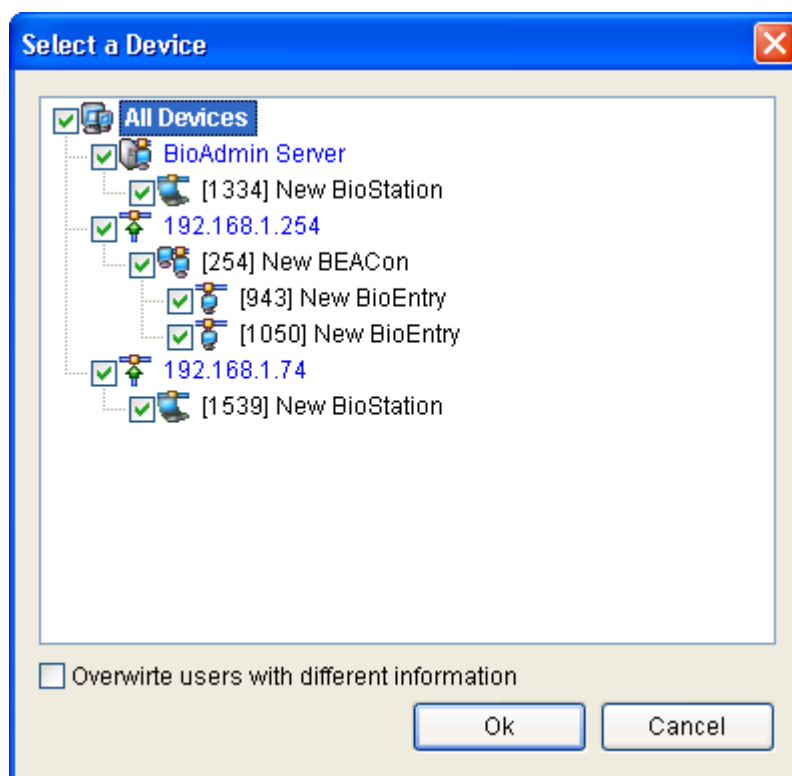 Select a Device
All Devices
BioAdmin Server
[1334] New BioStation
192.168.1.254
[254] New BEACon
[943] New BioEntry
[1050] New BioEntry
192.168.1.74
[1539] New BioStation
Overwirte users with different information
Ok Cancel